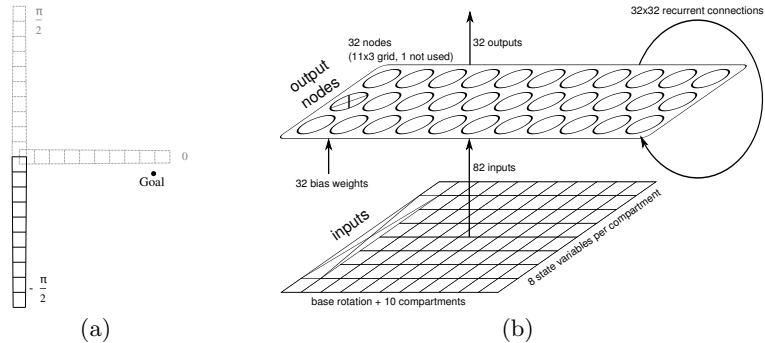 π
2
0
Goal
- π
2
(a)
32x32 recurrent connections
32 nodes
(11x3 grid, 1 not used)
32 outputs
output
nodes
82 inputs
32 bias weights
inputs
8 state variables per compartment
base rotation + 10 compartments
(b)